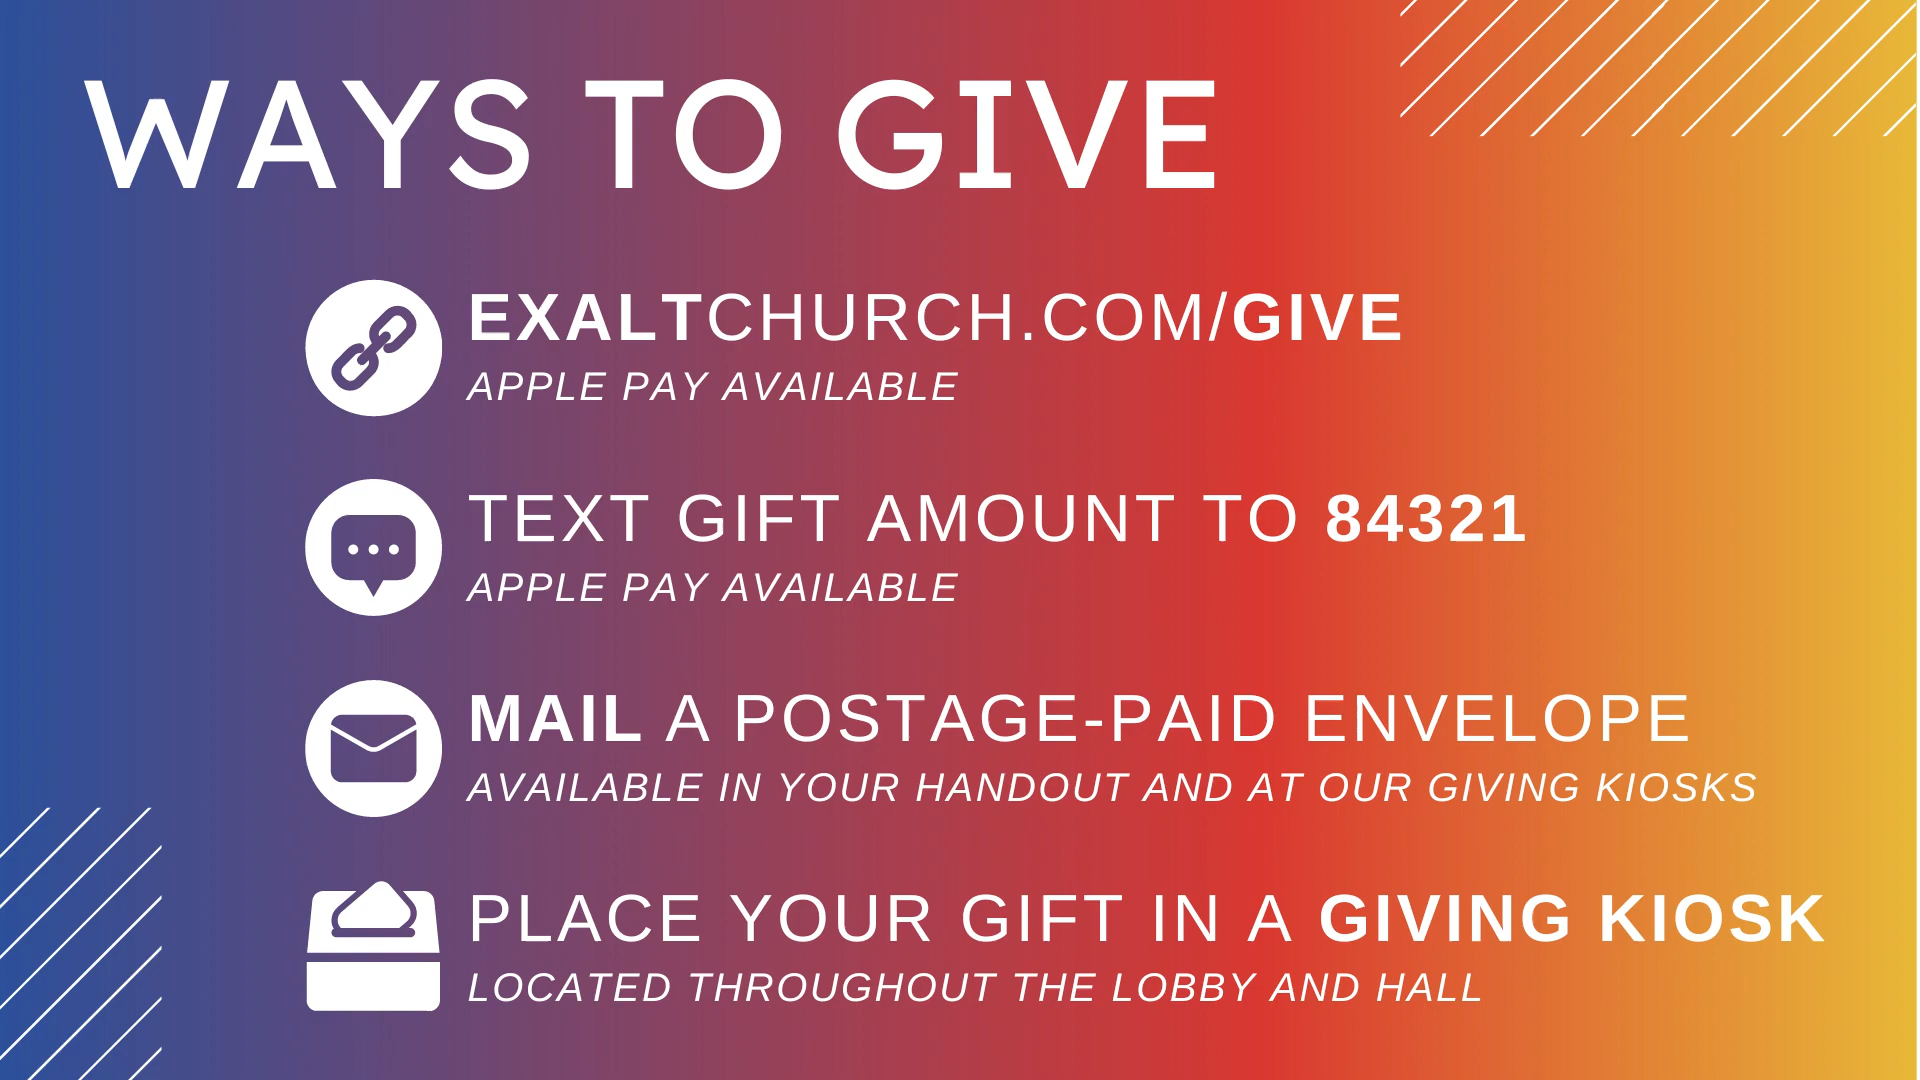 WAYS TO GIVE
EXALTCHURCH.COM/GIVE
APPLE PAY AVAILABLE
TEXT GIFT AMOUNT TO 84321
APPLE PAY AVAILABLE
MAIL A POSTAGE-PAID ENVELOPE
AVAILABLE IN YOUR HANDOUT AND AT OUR GIVING KIOSKS
PLACE YOUR GIFT IN A GIVING KIOSK
LOCATED THROUGHOUT THE LOBBY AND HALL